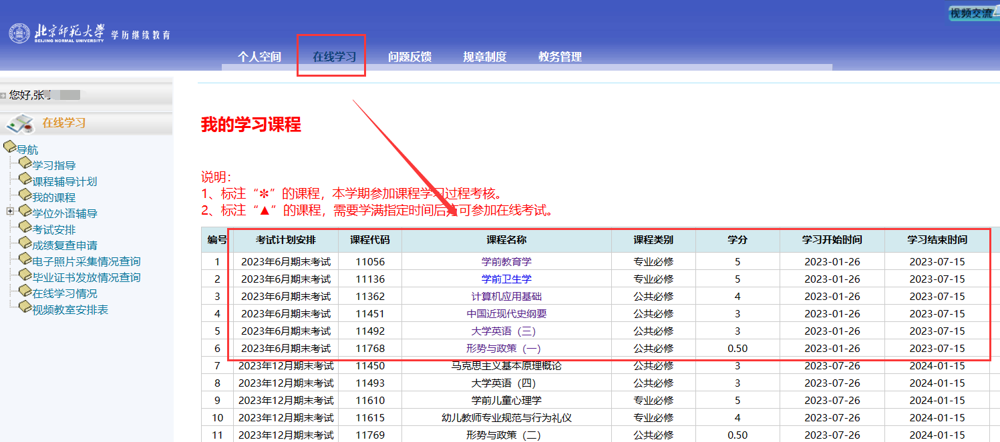 视频交流
北京师范大学 学历继续教育
BEIJING NORMAL UNIVERSITY
个人空间 在线学习 问题反馈 规章制度 教务管理
您好,张
在线学习
导航
学习指导
课程辅导计划
我的课程
学位外语辅导
考试安排
成绩复查申请
电子照片采集情况查询
毕业证书发放情况查询
在线学习情况
视频教室安排表
我的学习课程
说明：
1、标注“✻”的课程，本学期参加课程学习过程考核。
2、标注“▲”的课程，需要学满指定时间后方可参加在线考试。
编号 考试计划安排 课程代码 课程名称 课程类别 学分 学习开始时间 学习结束时间
1 2023年6月期末考试 11056 学前教育学 专业必修 5 2023-01-26 2023-07-15
2 2023年6月期末考试 11136 学前卫生学 专业必修 5 2023-01-26 2023-07-15
3 2023年6月期末考试 11362 计算机应用基础 公共必修 4 2023-01-26 2023-07-15
4 2023年6月期末考试 11451 中国近现代史纲要 公共必修 3 2023-01-26 2023-07-15
5 2023年6月期末考试 11492 大学英语（三） 公共必修 3 2023-01-26 2023-07-15
6 2023年6月期末考试 11768 形势与政策（一） 公共必修 0.50 2023-01-26 2023-07-15
7 2023年12月期末考试 11450 马克思主义基本原理概论 公共必修 3 2023-07-26 2024-01-15
8 2023年12月期末考试 11493 大学英语（四） 公共必修 3 2023-07-26 2024-01-15
9 2023年12月期末考试 11610 学前儿童心理学 专业必修 5 2023-07-26 2024-01-15
10 2023年12月期末考试 11615 幼儿教师专业规范与行为礼仪 专业必修 4 2023-07-26 2024-01-15
11 2023年12月期末考试 11769 形势与政策（二） 公共必修 0.50 2023-07-26 2024-01-15